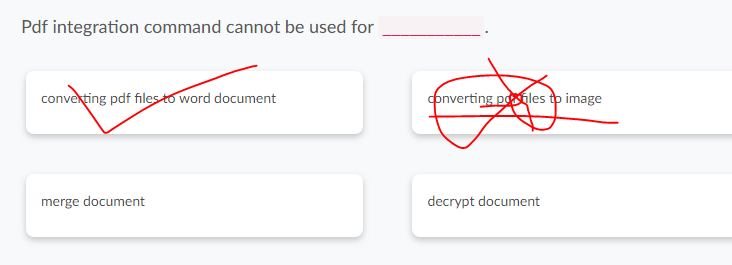 Pdf integration command cannot be used for ___________.
converting pdf files to word document
converting pdf files to image
merge document
decrypt document